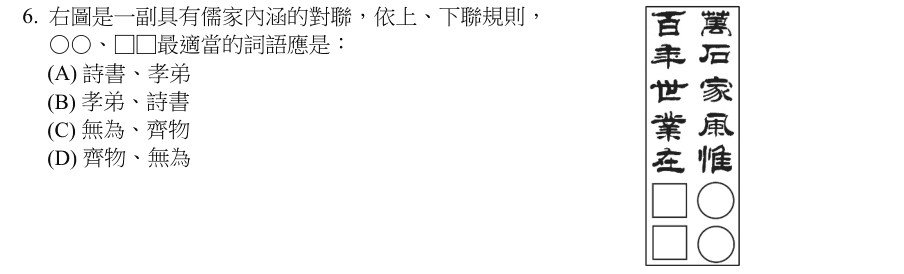 6. 右圖是一副具有儒家內涵的對聯，依上、下聯規則，
○○、□□最適當的詞語應是：
(A) 詩書、孝弟
(B) 孝弟、詩書
(C) 無為、齊物
(D) 齊物、無為
萬石家風惟○○
百年世業在□□